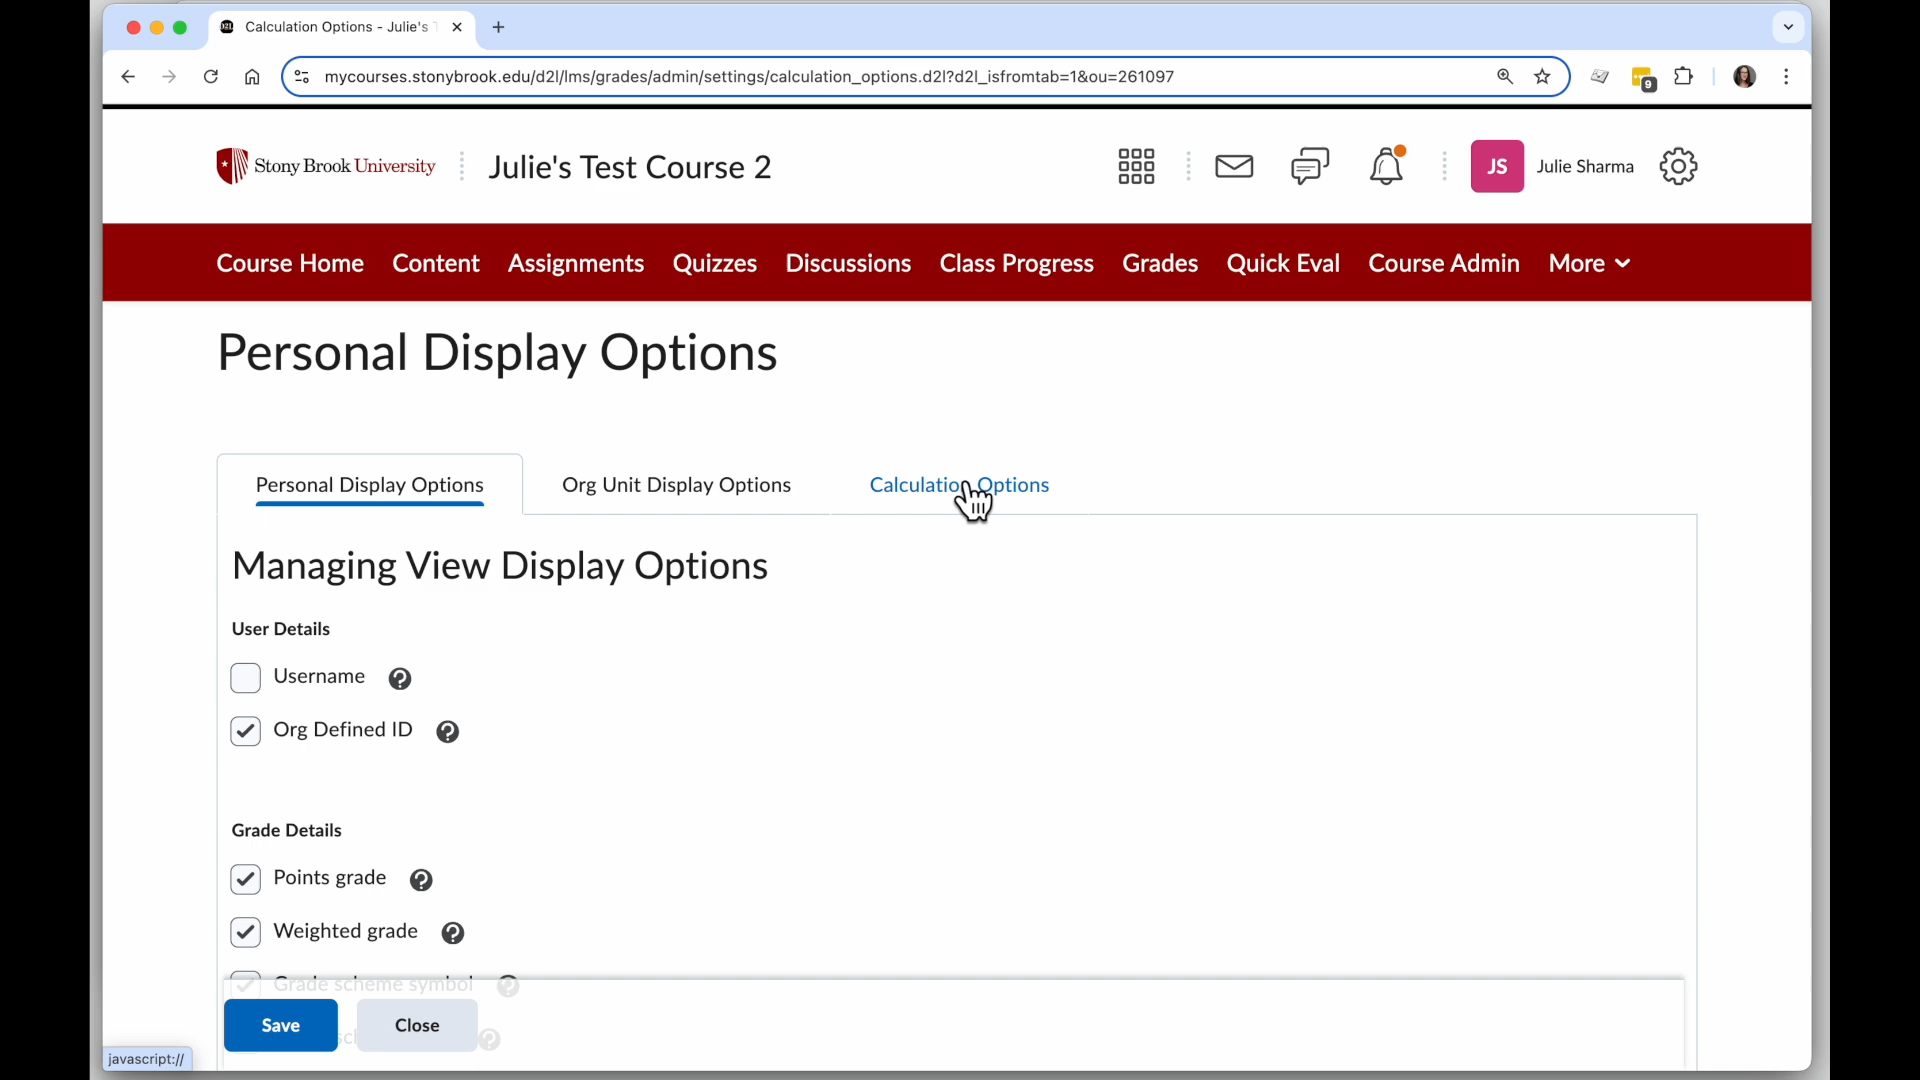 Calculation Options - Julie's T
mycourses.stonybrook.edu/d2l/lms/grades/admin/settings/calculation_options.d2l?d2l_isfromtab=1&ou=261097
9
Stony Brook University
Julie's Test Course 2
JS
Julie Sharma
Course Home
Content
Assignments
Quizzes
Discussions
Class Progress
Grades
Quick Eval
Course Admin
More
Personal Display Options
Personal Display Options
Org Unit Display Options
Calculation Options
Managing View Display Options
User Details
Username
Org Defined ID
Grade Details
Points grade
Weighted grade
Grade scheme symbol
Save
Close
javascript://